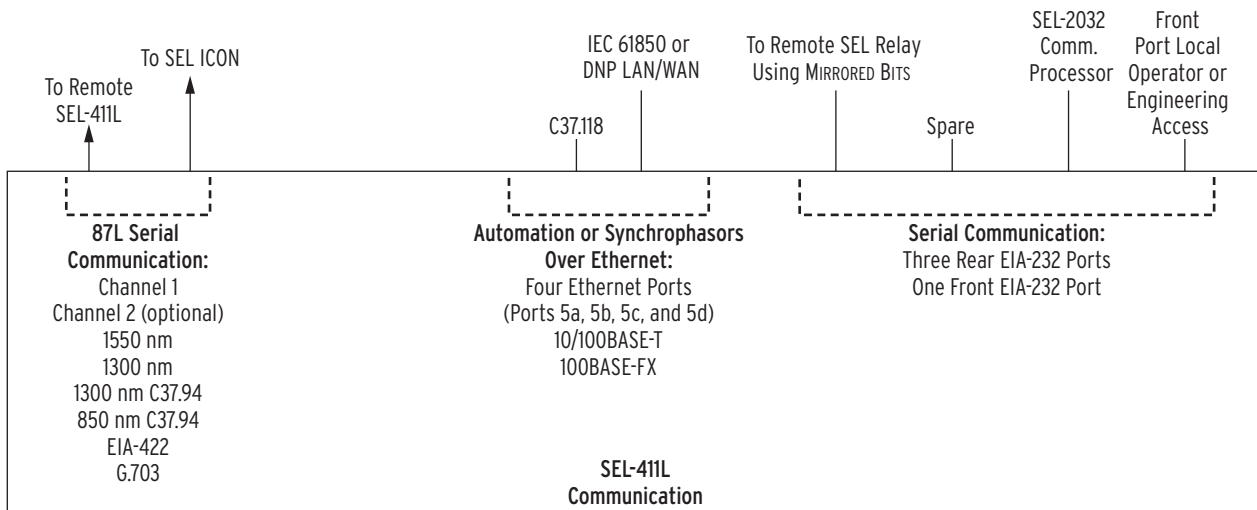 To Remote
SEL-411L
To SEL ICON
C37.118
IEC 61850 or
DNP LAN/WAN
To Remote SEL Relay
Using MIRRORED BITS
Spare
SEL-2032
Comm.
Processor
Front
Port Local
Operator or
Engineering
Access
87L Serial
Communication:
Channel 1
Channel 2 (optional)
1550 nm
1300 nm
1300 nm C37.94
850 nm C37.94
EIA-422
G.703
Automation or Synchrophasors
Over Ethernet:
Four Ethernet Ports
(Ports 5a, 5b, 5c, and 5d)
10/100BASE-T
100BASE-FX
Serial Communication:
Three Rear EIA-232 Ports
One Front EIA-232 Port
SEL-411L
Communication